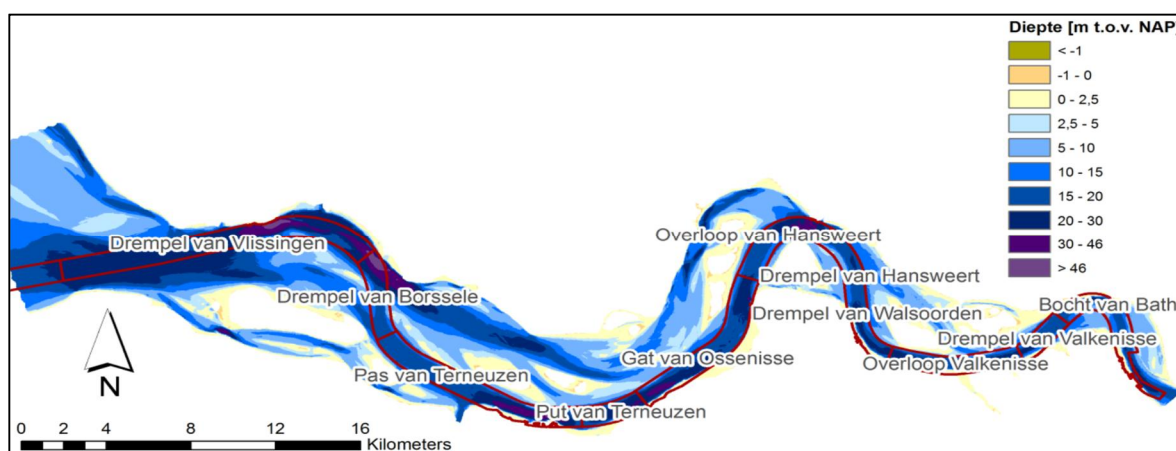 Diepte [m t.o.v. NAP]
< -1
-1 - 0
0 - 2,5
2,5 - 5
5 - 10
10 - 15
15 - 20
20 - 30
30 - 46
> 46
Drempel van Vlissingen
Overloop van Hansweert
Drempel van Hansweert
Drempel van Borssele
Bocht van Bath
Drempel van Walsoorden
Drempel van Valkenisse
Gat van Ossenisse
Overloop Valkenisse
Pas van Terneuzen
Put van Terneuzen
N
0 2 4 8 12 16
Kilometers